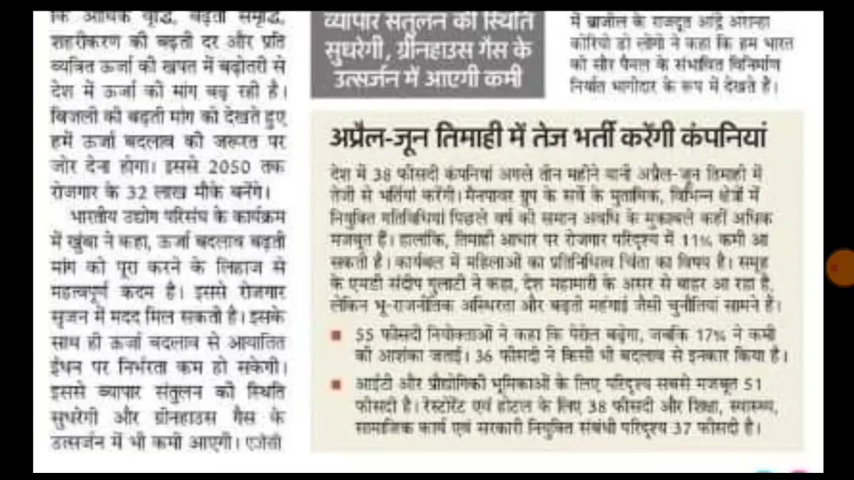 कि आर्थिक वृद्धि, बढ़ती समृद्धि,
शहरीकरण की बढ़ती दर और प्रति
व्यक्ति ऊर्जा की खपत में बढ़ोतरी से
देश में ऊर्जा की मांग बढ़ रही है।
बिजली की बढ़ती मांग को देखते हुए
हमें ऊर्जा बदलाव की जरूरत पर
जोर देना होगा। इससे 2050 तक
रोजगार के 32 लाख मौके बनेंगे।
भारतीय उद्योग परिसंघ के कार्यक्रम
में खुंबा ने कहा, ऊर्जा बदलाव बढ़ती
मांग को पूरा करने के लिहाज से
महत्वपूर्ण कदम है। इससे रोजगार
सृजन में मदद मिल सकती है। इसके
साथ ही ऊर्जा बदलाव से आयातित
ईंधन पर निर्भरता कम हो सकेगी।
इससे व्यापार संतुलन की स्थिति
सुधरेगी और ग्रीनहाउस गैस के
उत्सर्जन में भी कमी आएगी। एजेंसी
व्यापार संतुलन की स्थिति
सुधरेगी, ग्रीनहाउस गैस के
उत्सर्जन में आएगी कमी
में ब्राजील के राजदूत आंद्रे अरान्हा
कोरियो डो लागो ने कहा कि हम भारत
को सौर पैनल के संभावित विनिर्माण
निर्यात भागीदार के रूप में देखते हैं।
अप्रैल-जून तिमाही में तेज भर्ती करेंगी कंपनियां
देश में 38 फीसदी कंपनियां अगले तीन महीने यानी अप्रैल-जून तिमाही में
तेजी से भर्तियां करेंगी। मैनपावर ग्रुप के सर्वे के मुताबिक, विभिन्न क्षेत्रों में
नियुक्ति गतिविधियां पिछले वर्ष की समान अवधि के मुकाबले कहीं अधिक
मजबूत हैं। हालांकि, तिमाही आधार पर रोजगार परिदृश्य में 11% कमी आ
सकती है। कार्यबल में महिलाओं का प्रतिनिधित्व चिंता का विषय है। समूह
के एमडी संदीप गुलाटी ने कहा, देश महामारी के असर से बाहर आ रहा है,
लेकिन भू-राजनीतिक अस्थिरता और बढ़ती महंगाई जैसी चुनौतियां सामने हैं।
55 फीसदी नियोक्ताओं ने कहा कि पेरोल बढ़ेगा, जबकि 17% ने कमी
की आशंका जताई। 36 फीसदी ने किसी भी बदलाव से इनकार किया है।
आईटी और प्रौद्योगिकी भूमिकाओं के लिए परिदृश्य सबसे मजबूत 51
फीसदी है। रेस्टोरेंट एवं होटल के लिए 38 फीसदी और शिक्षा, स्वास्थ्य,
सामाजिक कार्य एवं सरकारी नियुक्ति संबंधी परिदृश्य 37 फीसदी है।